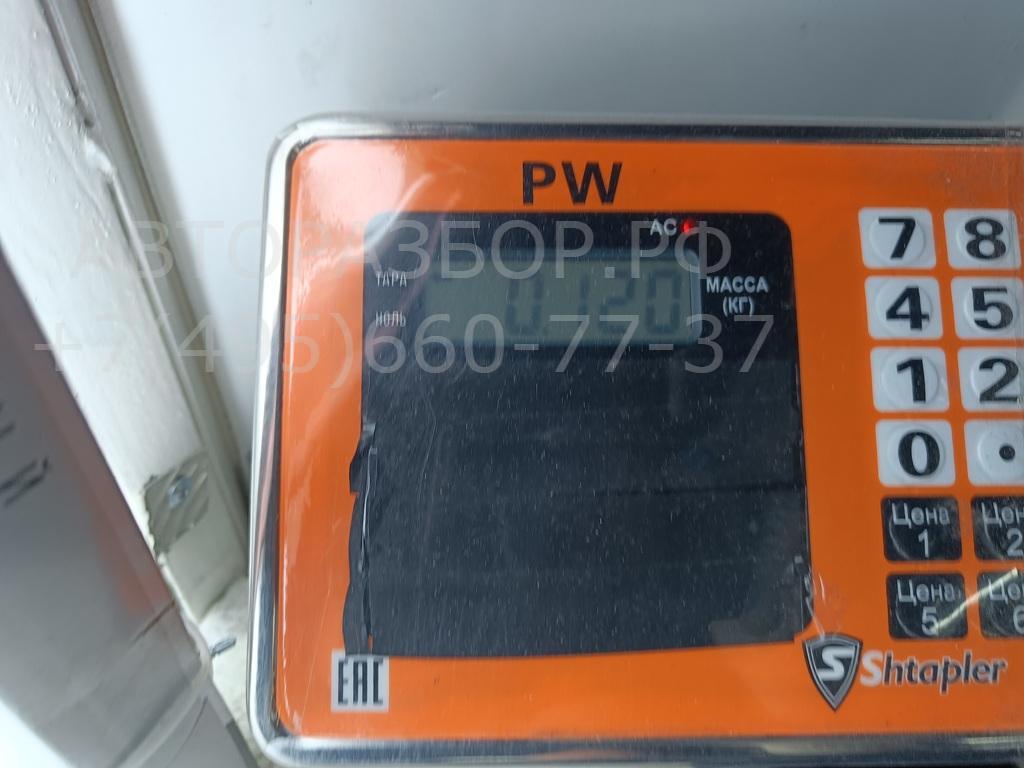 PW
АВТОРАЗБОР.РФ
AC
ТАРА
0.120
МАССА
(КГ)
НОЛЬ
+7(495)660-77-37
7 8
4 5
1 2
0 .
Цена
1
Цена
5
EAC
S Shtapler